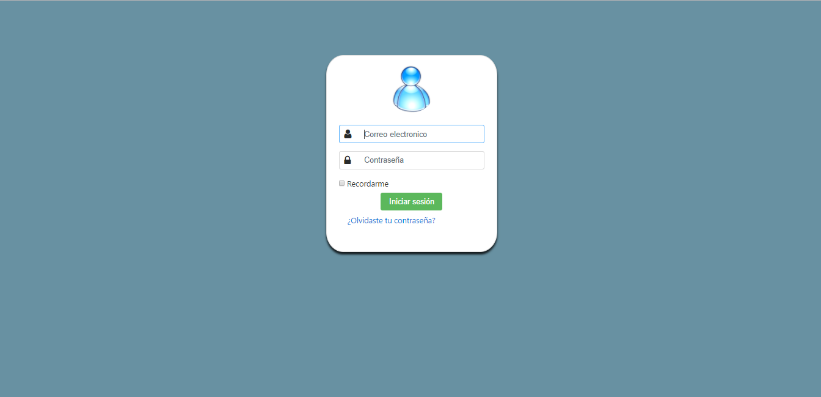 Correo electronico
Contraseña
Recordarme
Iniciar sesión
¿Olvidaste tu contraseña?